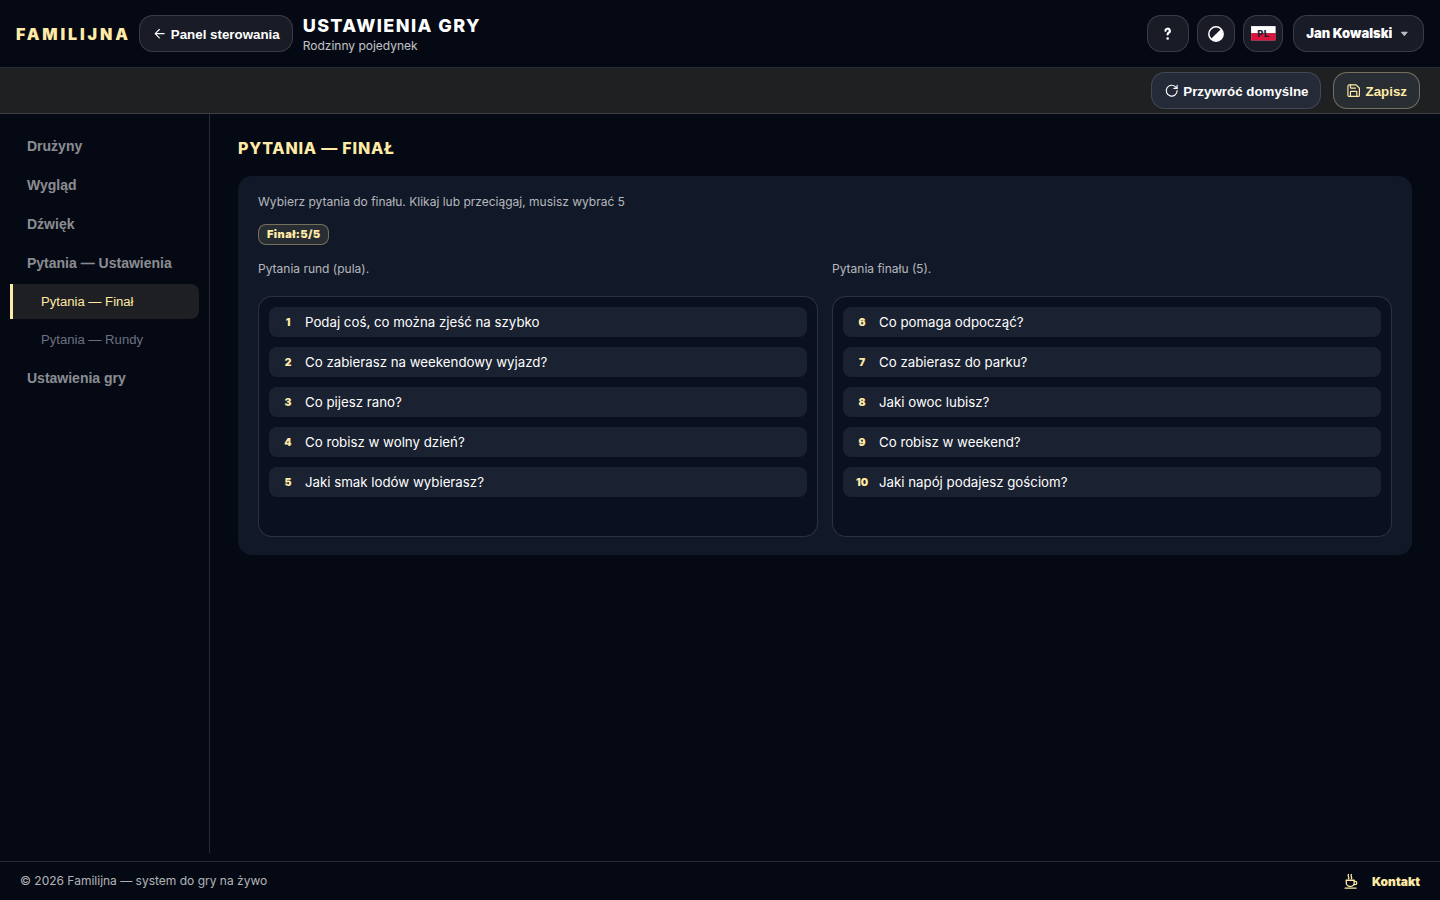 FAMILIJNA
← Panel sterowania
USTAWIENIA GRY
Rodzinny pojedynek
?
PL
Jan Kowalski
Przywróć domyślne
Zapisz
Drużyny
Wygląd
Dźwięk
Pytania — Ustawienia
Pytania — Finał
Pytania — Rundy
Ustawienia gry
PYTANIA — FINAŁ
Wybierz pytania do finału. Klikaj lub przeciągaj, musisz wybrać 5
Finał:5/5
Pytania rund (pula).
1 Podaj coś, co można zjeść na szybko
2 Co zabierasz na weekendowy wyjazd?
3 Co pijesz rano?
4 Co robisz w wolny dzień?
5 Jaki smak lodów wybierasz?
Pytania finału (5).
6 Co pomaga odpocząć?
7 Co zabierasz do parku?
8 Jaki owoc lubisz?
9 Co robisz w weekend?
10 Jaki napój podajesz gościom?
© 2026 Familijna — system do gry na żywo
Kontakt